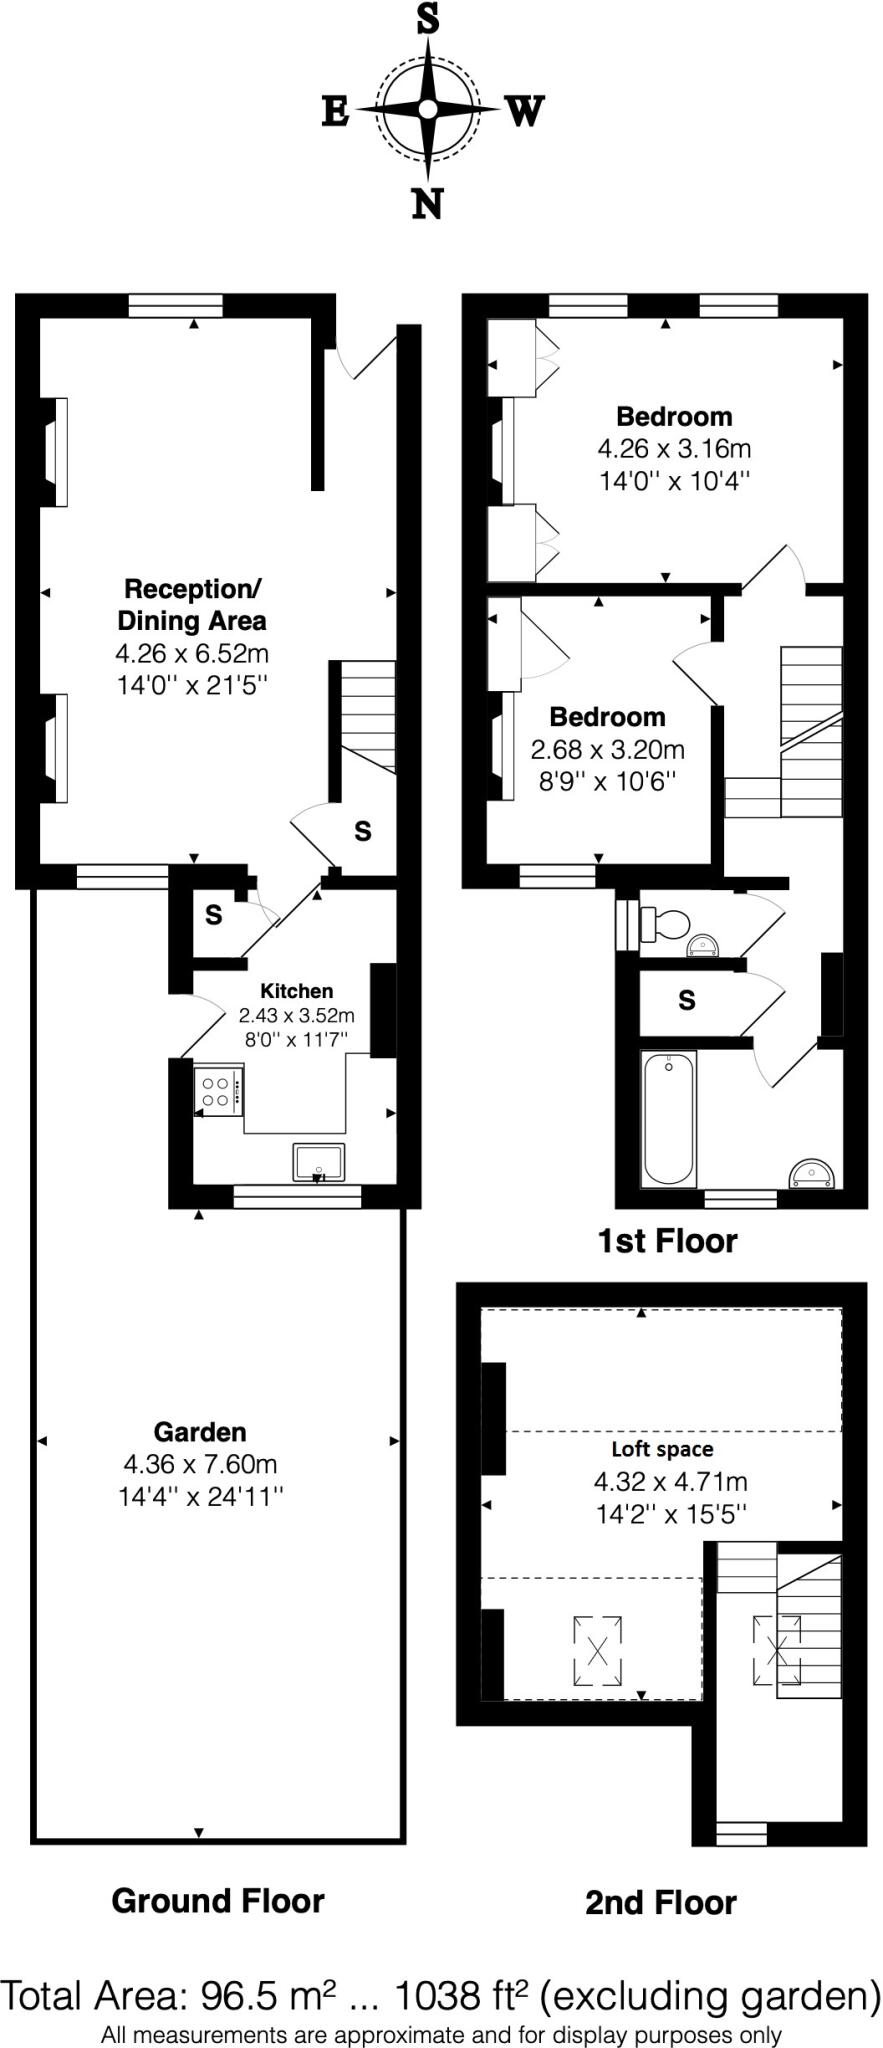 S
E W
N
Reception/
Dining Area
4.26 x 6.52m
14'0'' x 21'5''
S
S
Kitchen
2.43 x 3.52m
8'0'' x 11'7''
Garden
4.36 x 7.60m
14'4'' x 24'11''
Ground Floor
Bedroom
4.26 x 3.16m
14'0'' x 10'4''
Bedroom
2.68 x 3.20m
8'9'' x 10'6''
S
1st Floor
Loft space
4.32 x 4.71m
14'2'' x 15'5''
2nd Floor
Total Area: 96.5 m² ... 1038 ft² (excluding garden)
All measurements are approximate and for display purposes only